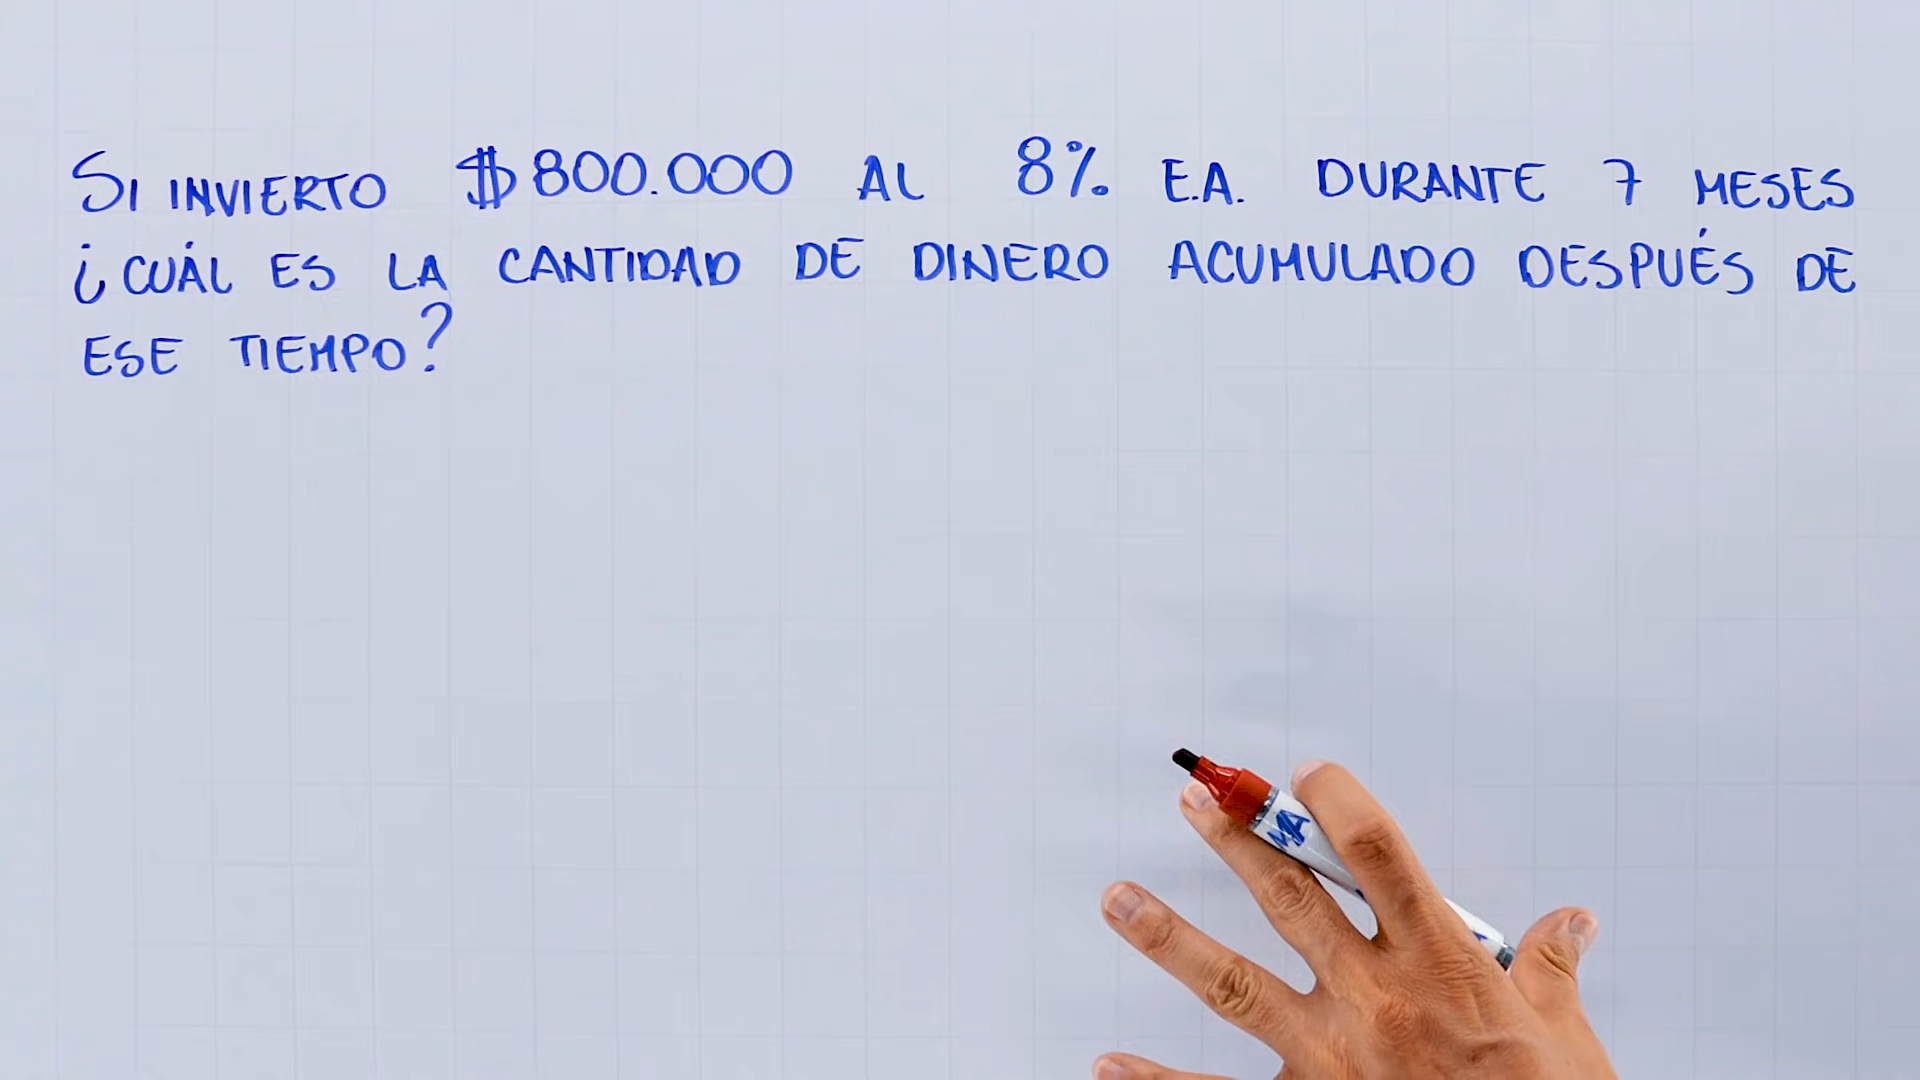 SI INVIERTO $800.000 AL 8% E.A. DURANTE 7 MESES
¿CUÁL ES LA CANTIDAD DE DINERO ACUMULADO DESPUÉS DE
ESE TIEMPO?
MA